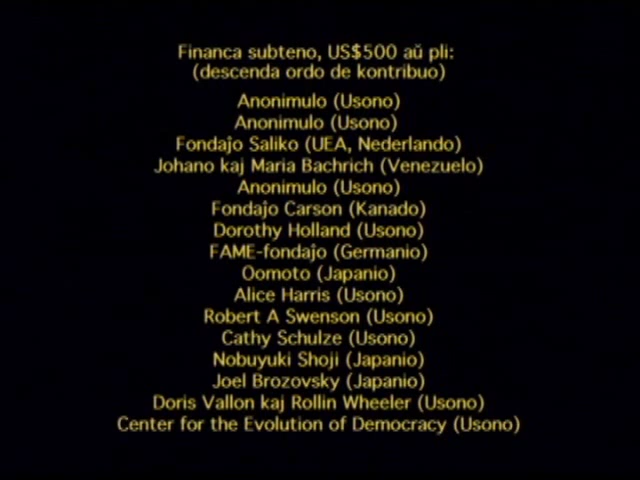 Financa subteno, US$500 aŭ pli:
(descenda ordo de kontribuo)
Anonimulo (Usono)
Anonimulo (Usono)
Fondaĵo Saliko (UEA, Nederlando)
Johano kaj Maria Bachrich (Venezuelo)
Anonimulo (Usono)
Fondaĵo Carson (Kanado)
Dorothy Holland (Usono)
FAME-fondaĵo (Germanio)
Oomoto (Japanio)
Alice Harris (Usono)
Robert A Swenson (Usono)
Cathy Schulze (Usono)
Nobuyuki Shoji (Japanio)
Joel Brozovsky (Japanio)
Doris Vallon kaj Rollin Wheeler (Usono)
Center for the Evolution of Democracy (Usono)